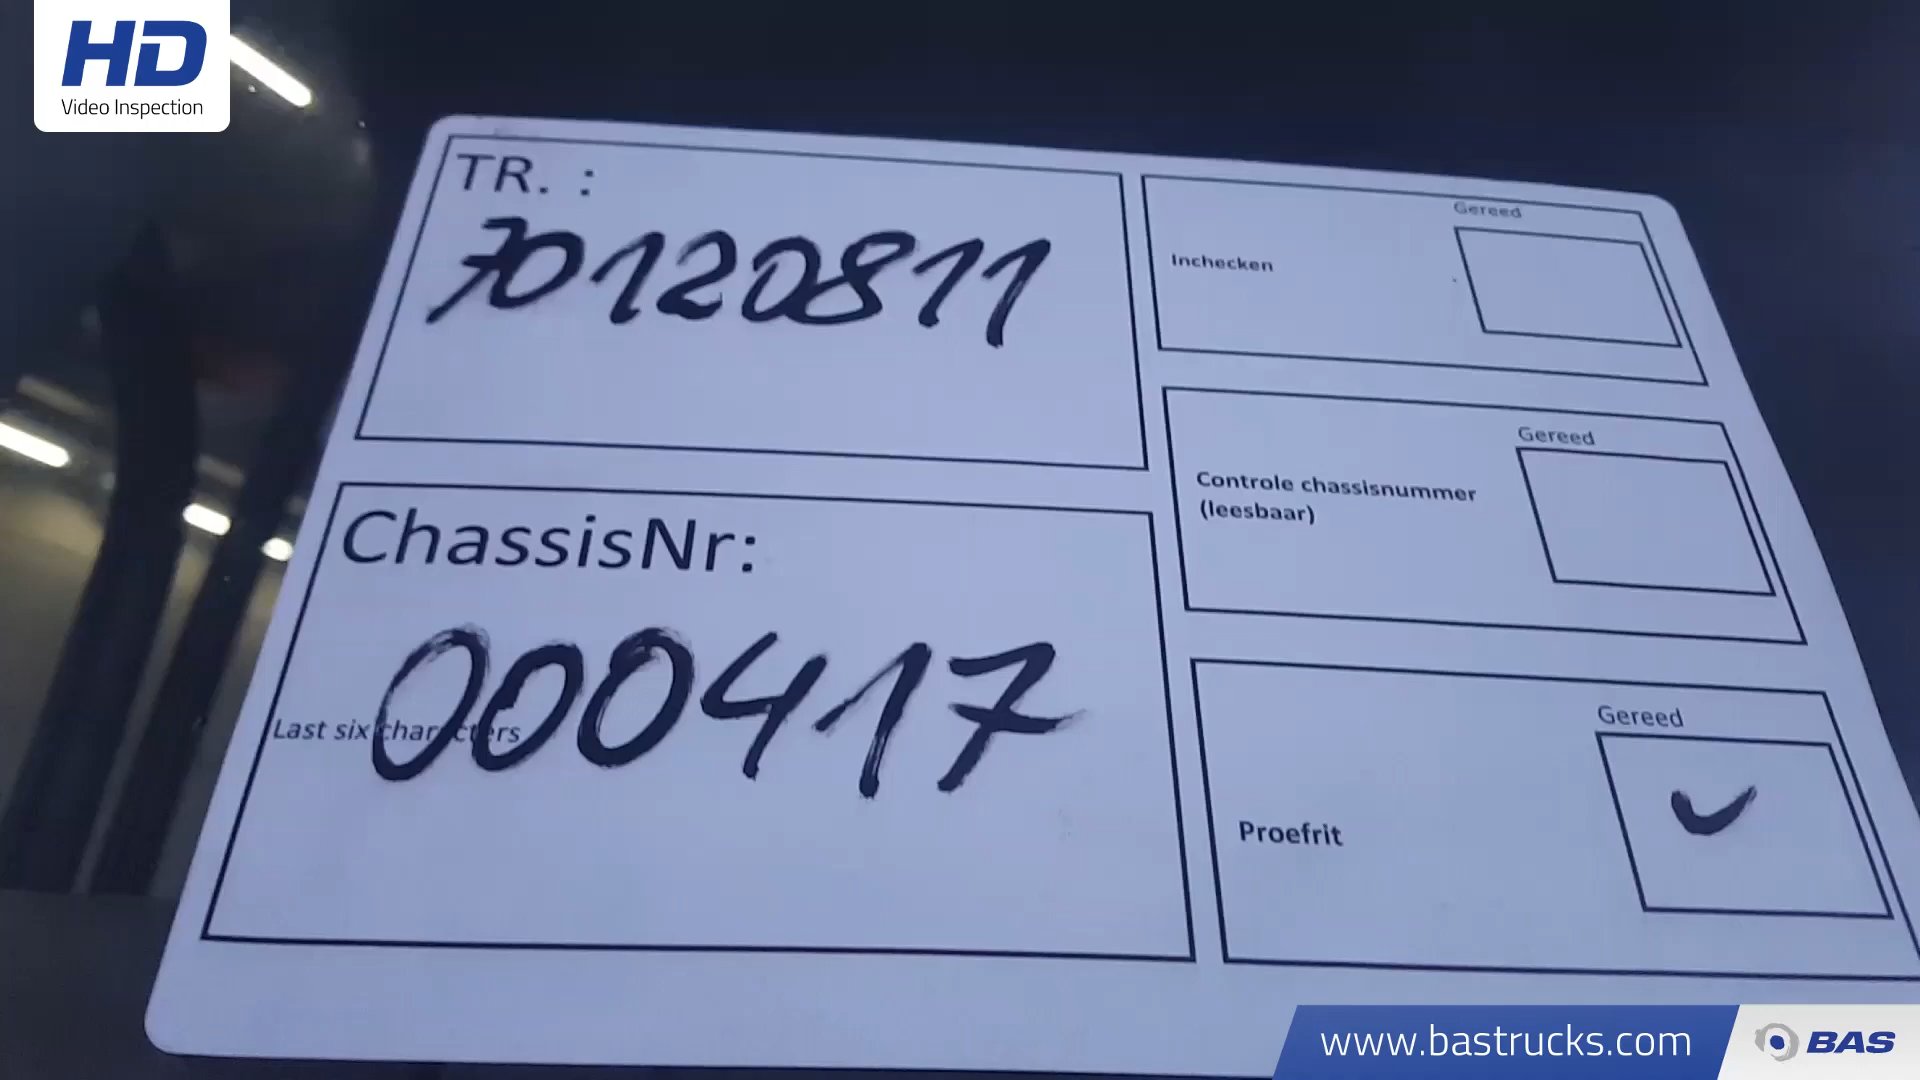 HD
Video Inspection
TR. :
70120811
ChassisNr:
000417
Last six characters
Gereed
Inchecken
Gereed
Controle chassisnummer
(leesbaar)
Gereed
Proefrit
www.bastrucks.com
BAS